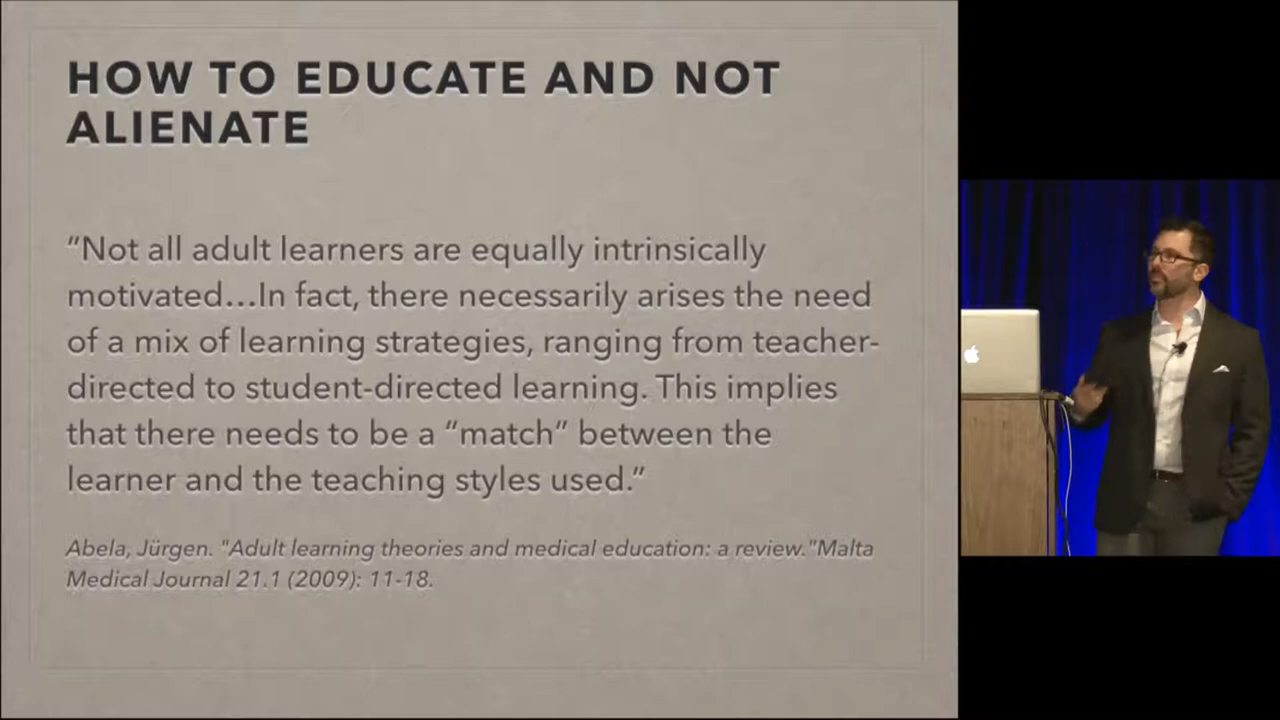 HOW TO EDUCATE AND NOT
ALIENATE
“Not all adult learners are equally intrinsically
motivated…In fact, there necessarily arises the need
of a mix of learning strategies, ranging from teacher-
directed to student-directed learning. This implies
that there needs to be a “match” between the
learner and the teaching styles used.”
Abela, Jürgen. "Adult learning theories and medical education: a review."Malta
Medical Journal 21.1 (2009): 11-18.